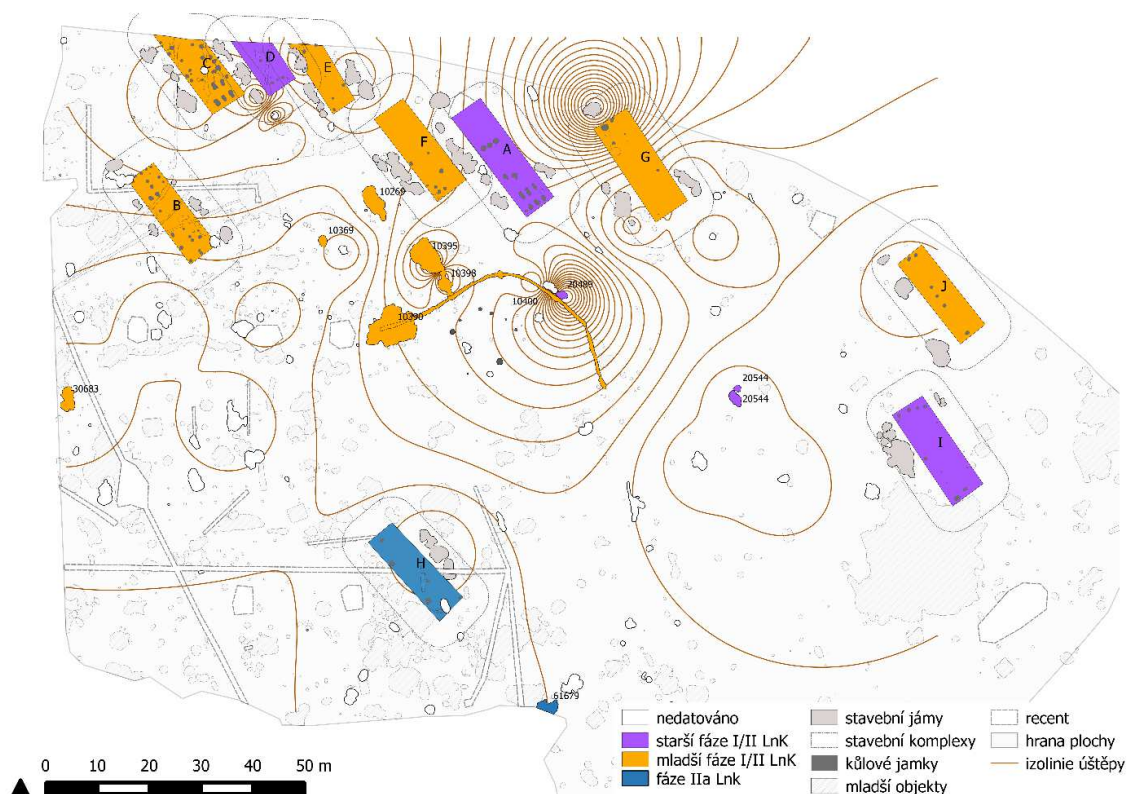 C
D
E
F
A
G
B
10269
10369
10395
10398
10400
20489
10390
J
30683
20544
20544
I
H
61679
nedatováno
starší fáze I/II LnK
mladší fáze I/II LnK
fáze IIa Lnk
stavební jámy
stavební komplexy
kůlové jamky
mladší objekty
recent
hrana plochy
izolinie úštěpy
0 10 20 30 40 50 m